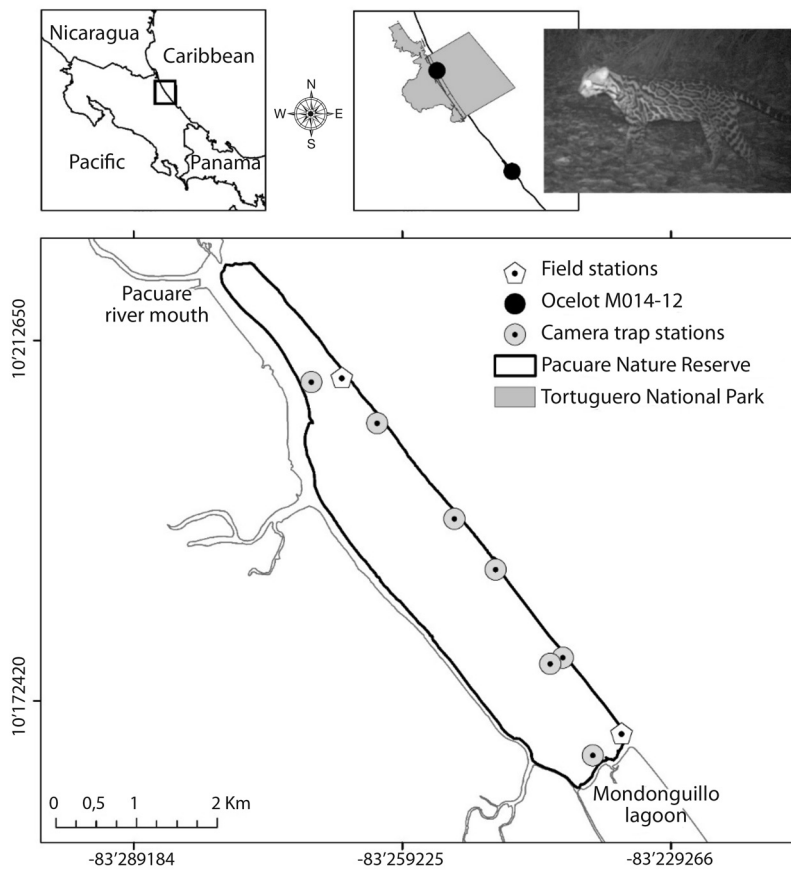 Nicaragua
Caribbean
Pacific
Panama
N
W
E
S
Field stations
Ocelot M014-12
Camera trap stations
Pacuare Nature Reserve
Tortuguero National Park
Pacuare
river mouth
10'212650
10'172420
Mondonguillo
lagoon
0 0,5 1 2 Km
-83'289184 -83'259225 -83'229266